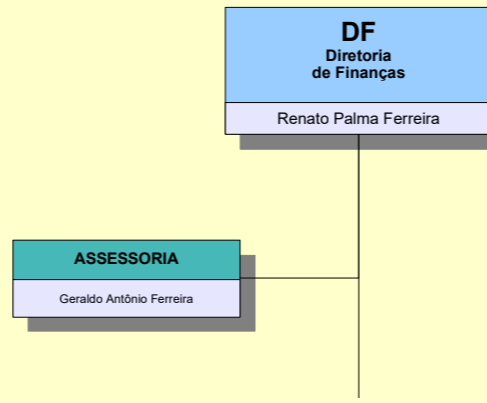 DF
Diretoria
de Finanças
Renato Palma Ferreira
ASSESSORIA
Geraldo Antônio Ferreira